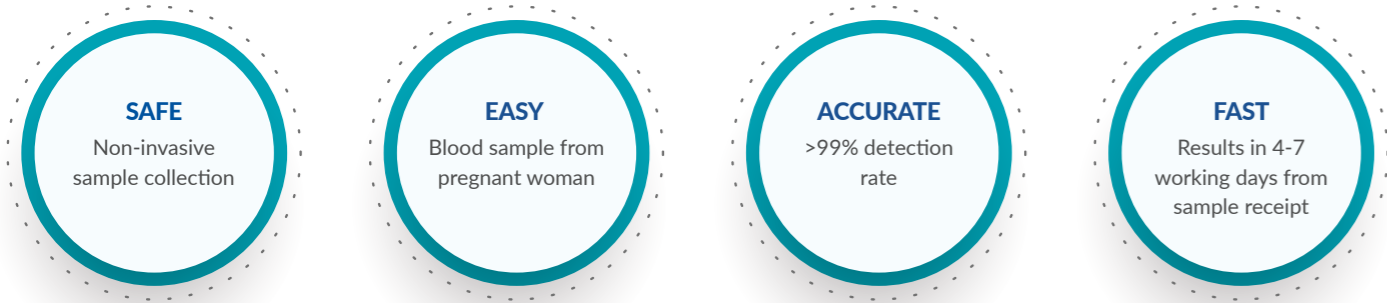 SAFE
Non-invasive
sample collection
EASY
Blood sample from
pregnant woman
ACCURATE
>99% detection
rate
FAST
Results in 4-7
working days from
sample receipt